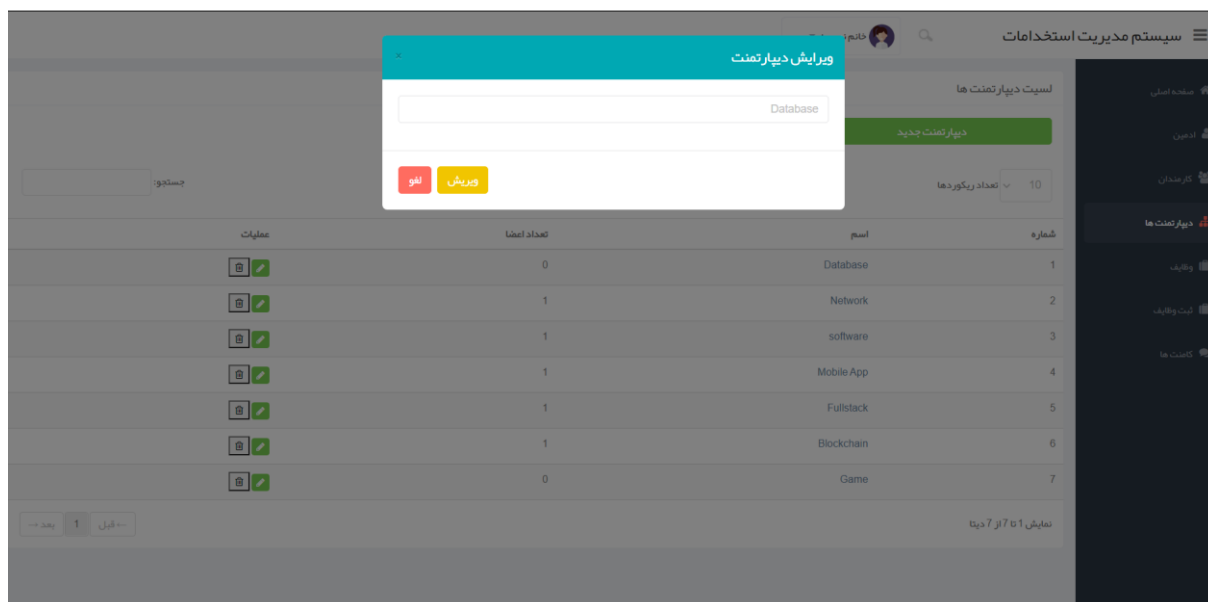 سیستم مدیریت استخدامات
خانم
ویرایش دیپارتمنت
×
Database
ویریش
لغو
صفحه اصلی
ادمین
کارمندان
دیپارتمنت ها
وظایف
ثبت وظایف
کامنت ها
لسیت دیپارتمنت ها
دیپارتمنت جدید
10 تعداد ریکوردها
جستجو:
شماره اسم تعداد اعضا عملیات
1 Database 0
2 Network 1
3 software 1
4 Mobile App 1
5 Fullstack 1
6 Blockchain 1
7 Game 0
نمایش 1 تا 7 از 7 دیتا
←قبل 1 بعد→